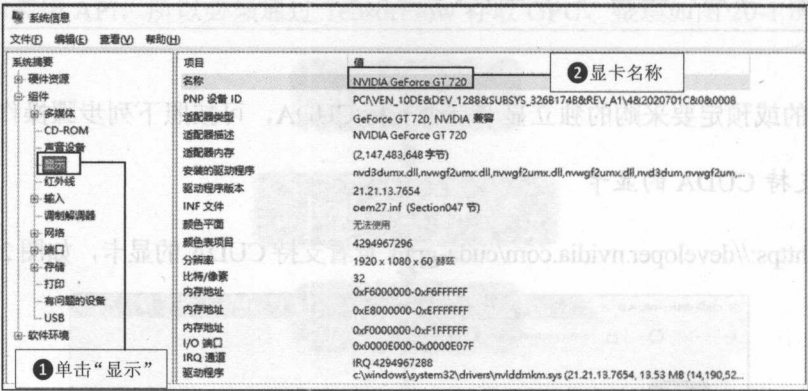 系统信息
文件(F) 编辑(E) 查看(V) 帮助(H)
系统摘要
硬件资源
组件
多媒体
CD-ROM
声音设备
显示
红外线
输入
调制解调器
网络
端口
存储
打印
有问题的设备
USB
软件环境
❶单击“显示”
项目 值
❷显卡名称
名称 NVIDIA GeForce GT 720
PNP 设备 ID PCI\VEN_10DE&DEV_1288&SUBSYS_326B174B&REV_A1\4&2020701C&0&0008
适配器类型 GeForce GT 720, NVIDIA 兼容
适配器描述 NVIDIA GeForce GT 720
适配器内存 (2,147,483,648 字节)
安装的驱动程序 nvd3dumx.dll,nvwgf2umx.dll,nvwgf2umx.dll,nvwgf2umx.dll,nvd3dum,nvwgf2um,...
驱动程序版本 21.21.13.7654
INF 文件 oem27.inf (Section047 节)
颜色平面 无法使用
颜色表项目 4294967296
分辨率 1920 x 1080 x 60 赫兹
比特/像素 32
内存地址 0xF6000000-0xF6FFFFFF
内存地址 0xE8000000-0xEFFFFFFF
内存地址 0xF0000000-0xF1FFFFFF
I/O 端口 0x0000E000-0x0000E07F
IRQ 通道 IRQ 4294967288
驱动程序 c:\windows\system32\drivers\nvlddmkm.sys (21.21.13.7654, 13.53 MB (14,190,52...